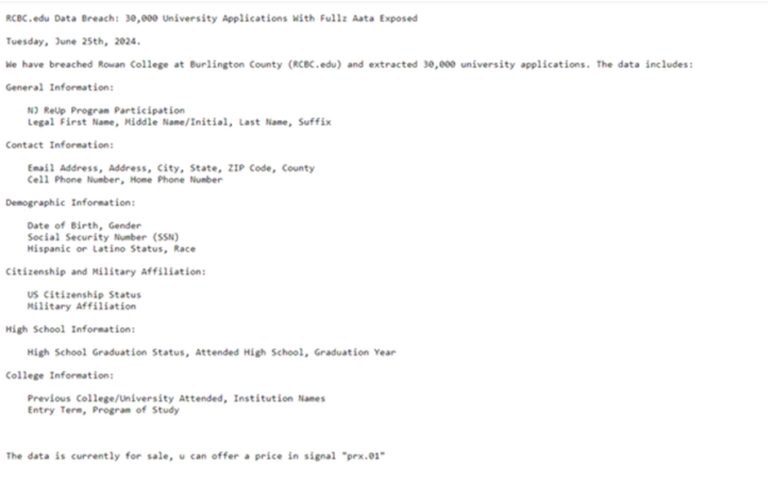 RCBC.edu Data Breach: 30,000 University Applications With Fullz Aata Exposed
Tuesday, June 25th, 2024.
We have breached Rowan College at Burlington County (RCBC.edu) and extracted 30,000 university applications. The data includes:
General Information:
NJ ReUp Program Participation
Legal First Name, Middle Name/Initial, Last Name, Suffix
Contact Information:
Email Address, Address, City, State, ZIP Code, County
Cell Phone Number, Home Phone Number
Demographic Information:
Date of Birth, Gender
Social Security Number (SSN)
Hispanic or Latino Status, Race
Citizenship and Military Affiliation:
US Citizenship Status
Military Affiliation
High School Information:
High School Graduation Status, Attended High School, Graduation Year
College Information:
Previous College/University Attended, Institution Names
Entry Term, Program of Study
The data is currently for sale, u can offer a price in signal "prx.01"